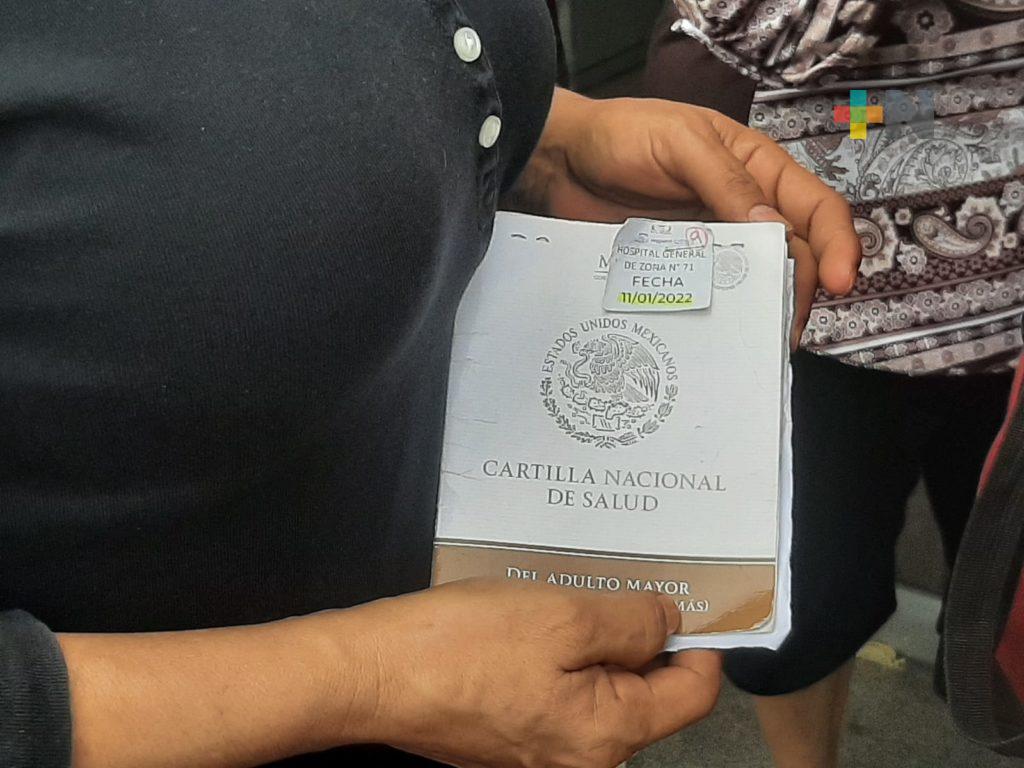 HOSPITAL GENERAL
DE ZONA N° 71
FECHA
11/01/2022
ESTADOS UNIDOS MEXICANOS
CARTILLA NACIONAL
DE SALUD
DEL ADULTO MAYOR
MÁS)